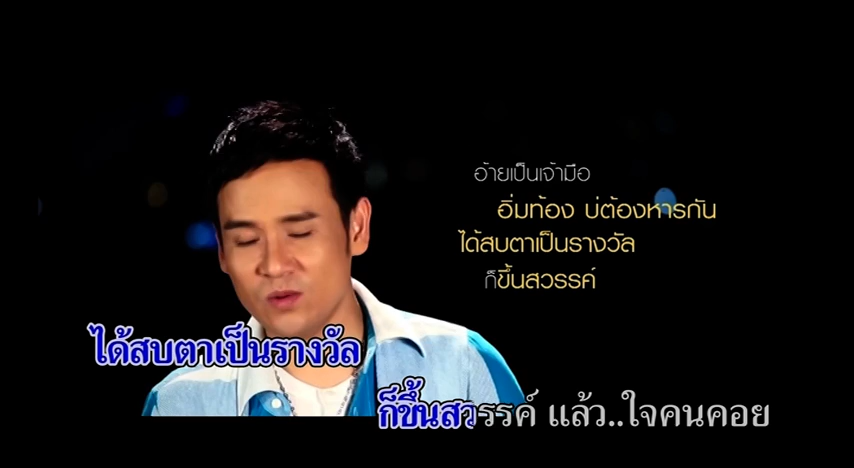 อ้ายเป็นเจ้ามือ
อิ่มท้อง บ่ต้องหารกัน
ได้สบตาเป็นรางวัล
ก็ขึ้นสวรรค์
ได้สบตาเป็นรางวัล
ก็ขึ้นสวรรค์ แล้ว..ใจคนคอย